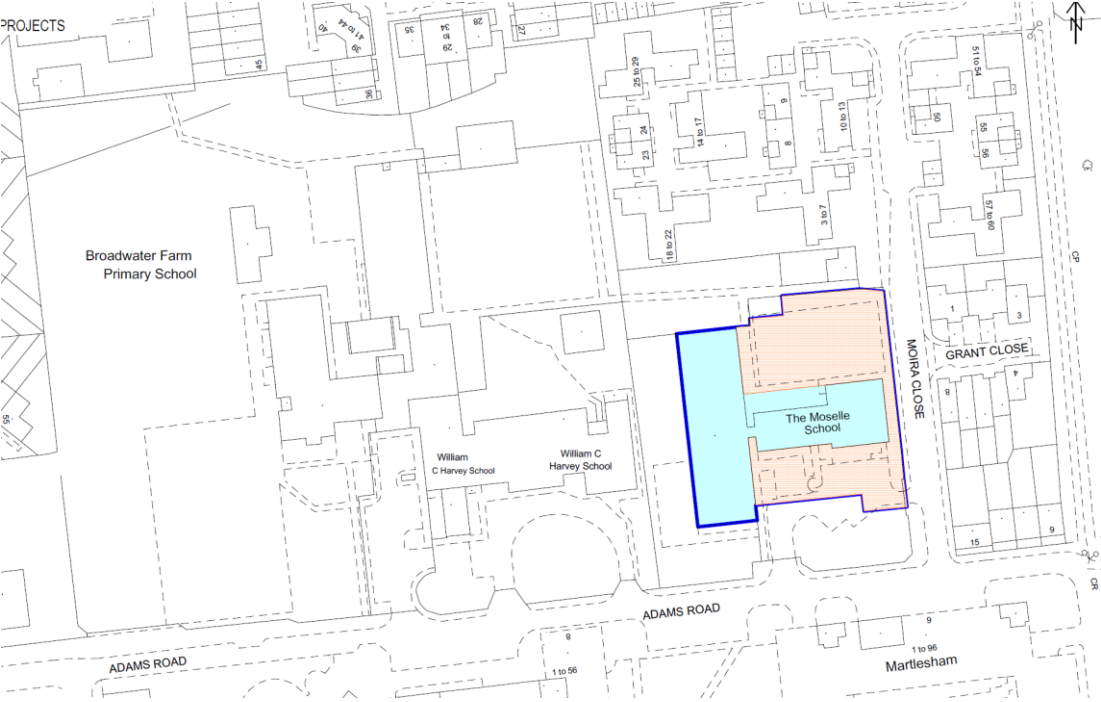 PROJECTS
N
40
41 to 44
39
45
36
35
34
to
29
28
27
25 to 29
24
23
14 to 17
9
8
10 to 13
18 to 22
3 to 7
51 to 54
50
55
56
57 to 60
CP
Broadwater Farm
Primary School
55
1
3
GRANT CLOSE
MOIRA CLOSE
4
8
The Moselle
School
William
C Harvey School
William C
Harvey School
15
9
CR
ADAMS ROAD
ADAMS ROAD
8
1 to 56
9
1 to 96
Martlesham